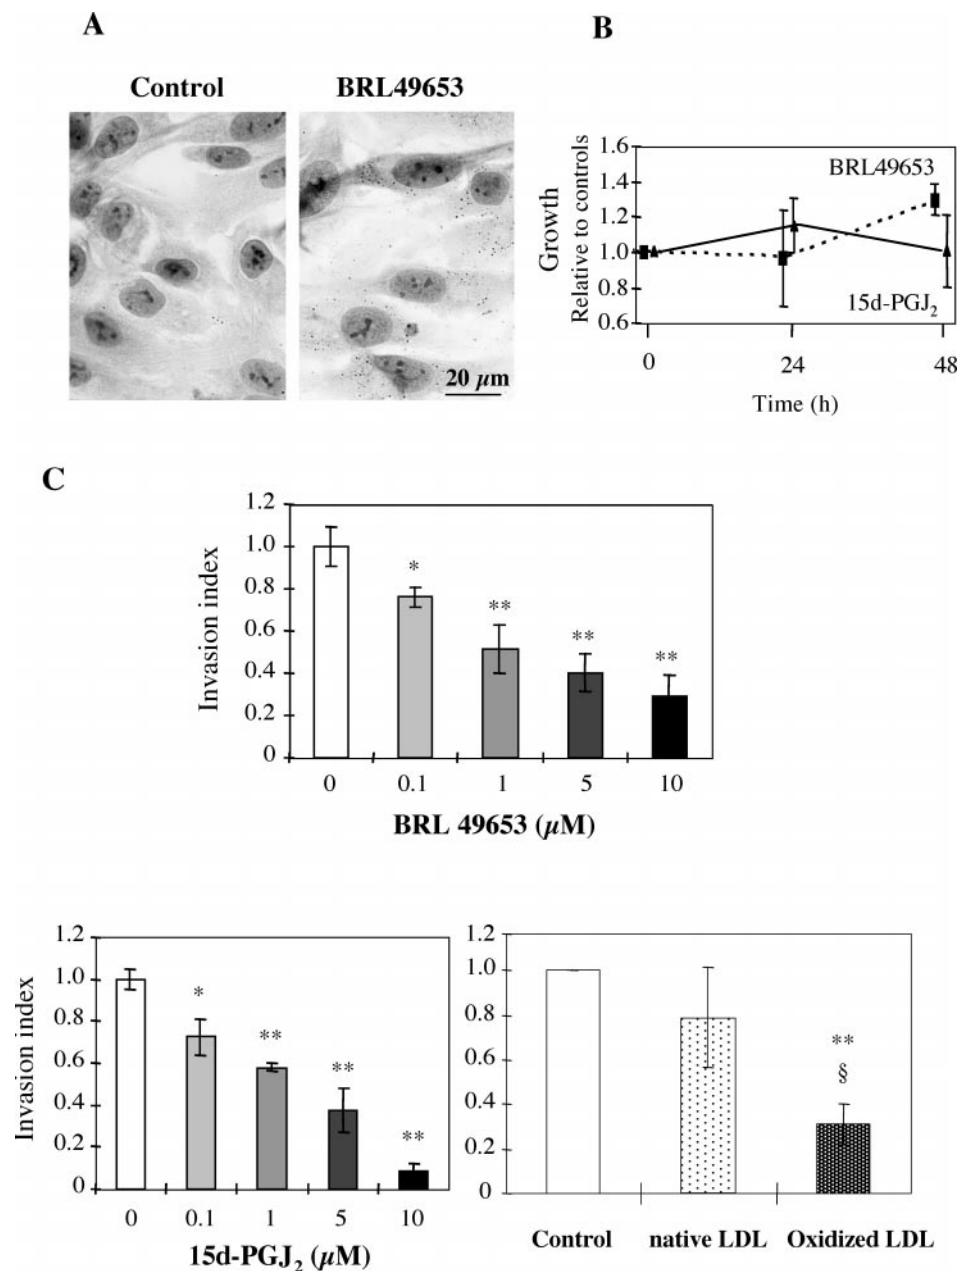 A
Control
BRL49653
20 µm
B
Growth
Relative to controls
1.6
1.4
1.2
1.0
0.8
0.6
BRL49653
15d-PGJ₂
0
24
48
Time (h)
C
Invasion index
1.2
1.0
0.8
0.6
0.4
0.2
0
*
**
**
**
0
0.1
1
5
10
BRL 49653 (µM)
Invasion index
1.2
1.0
0.8
0.6
0.4
0.2
0
*
**
**
**
0
0.1
1
5
10
15d-PGJ₂ (µM)
1.2
1.0
0.8
0.6
0.4
0.2
0
**
§
Control
native LDL
Oxidized LDL